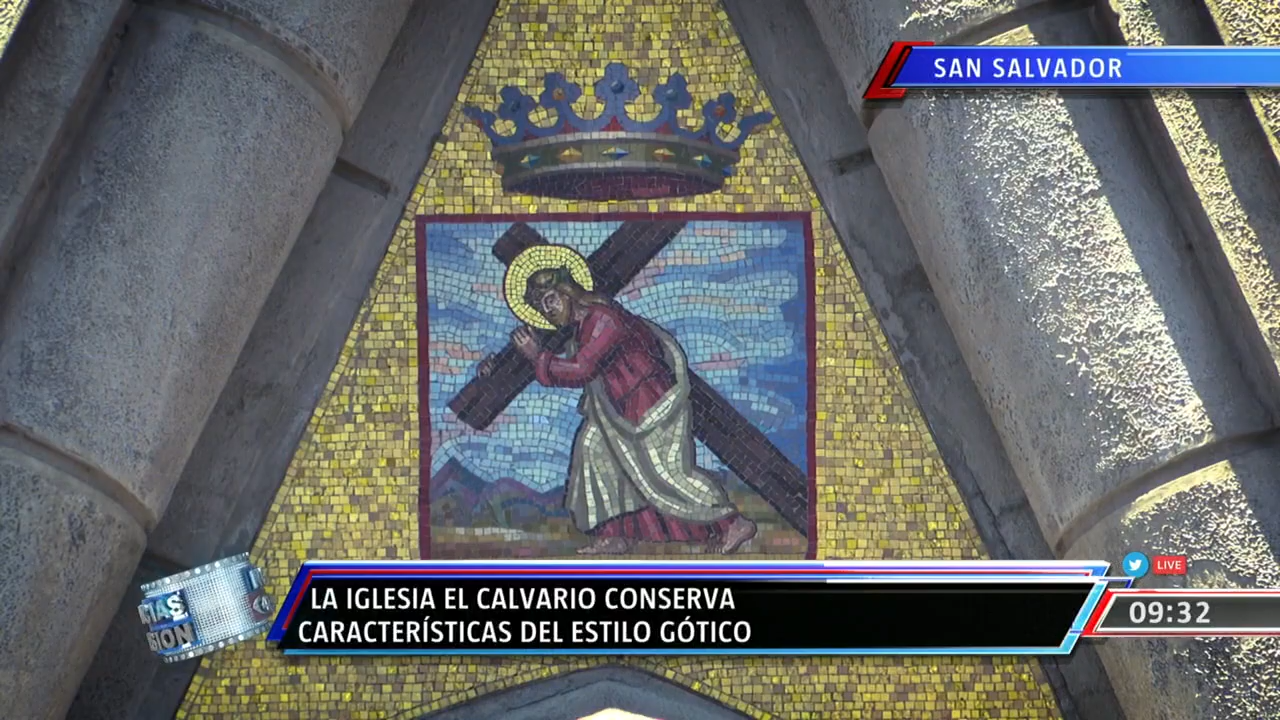 SAN SALVADOR
LA IGLESIA EL CALVARIO CONSERVA
CARACTERÍSTICAS DEL ESTILO GÓTICO
LIVE
09:32